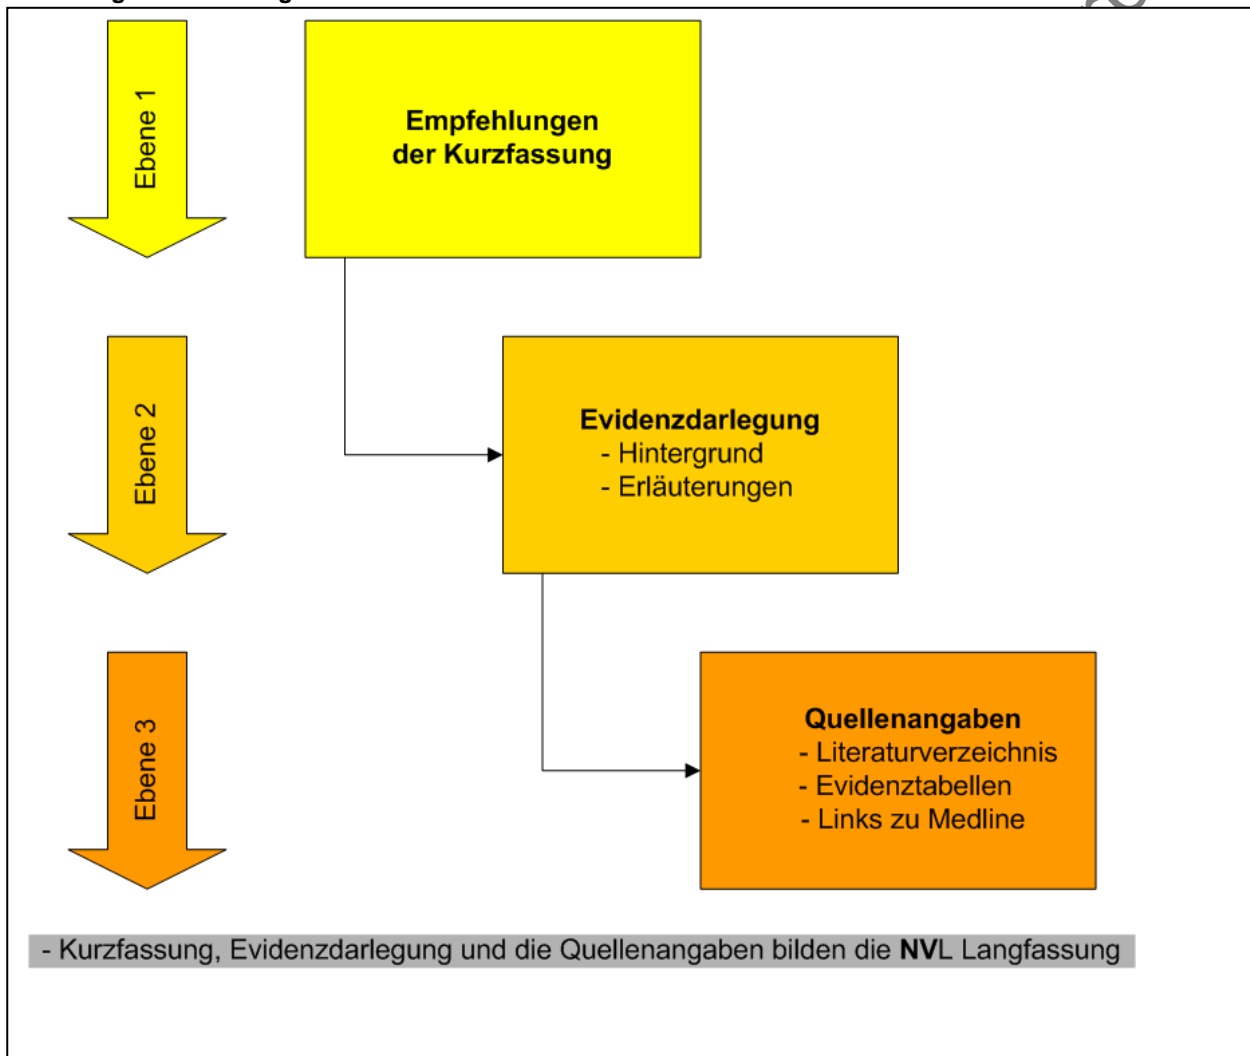 Ebene 1
Empfehlungen
der Kurzfassung
Ebene 2
Evidenzdarlegung
- Hintergrund
- Erläuterungen
Ebene 3
Quellenangaben
- Literaturverzeichnis
- Evidenztabellen
- Links zu Medline
- Kurzfassung, Evidenzdarlegung und die Quellenangaben bilden die NVL Langfassung